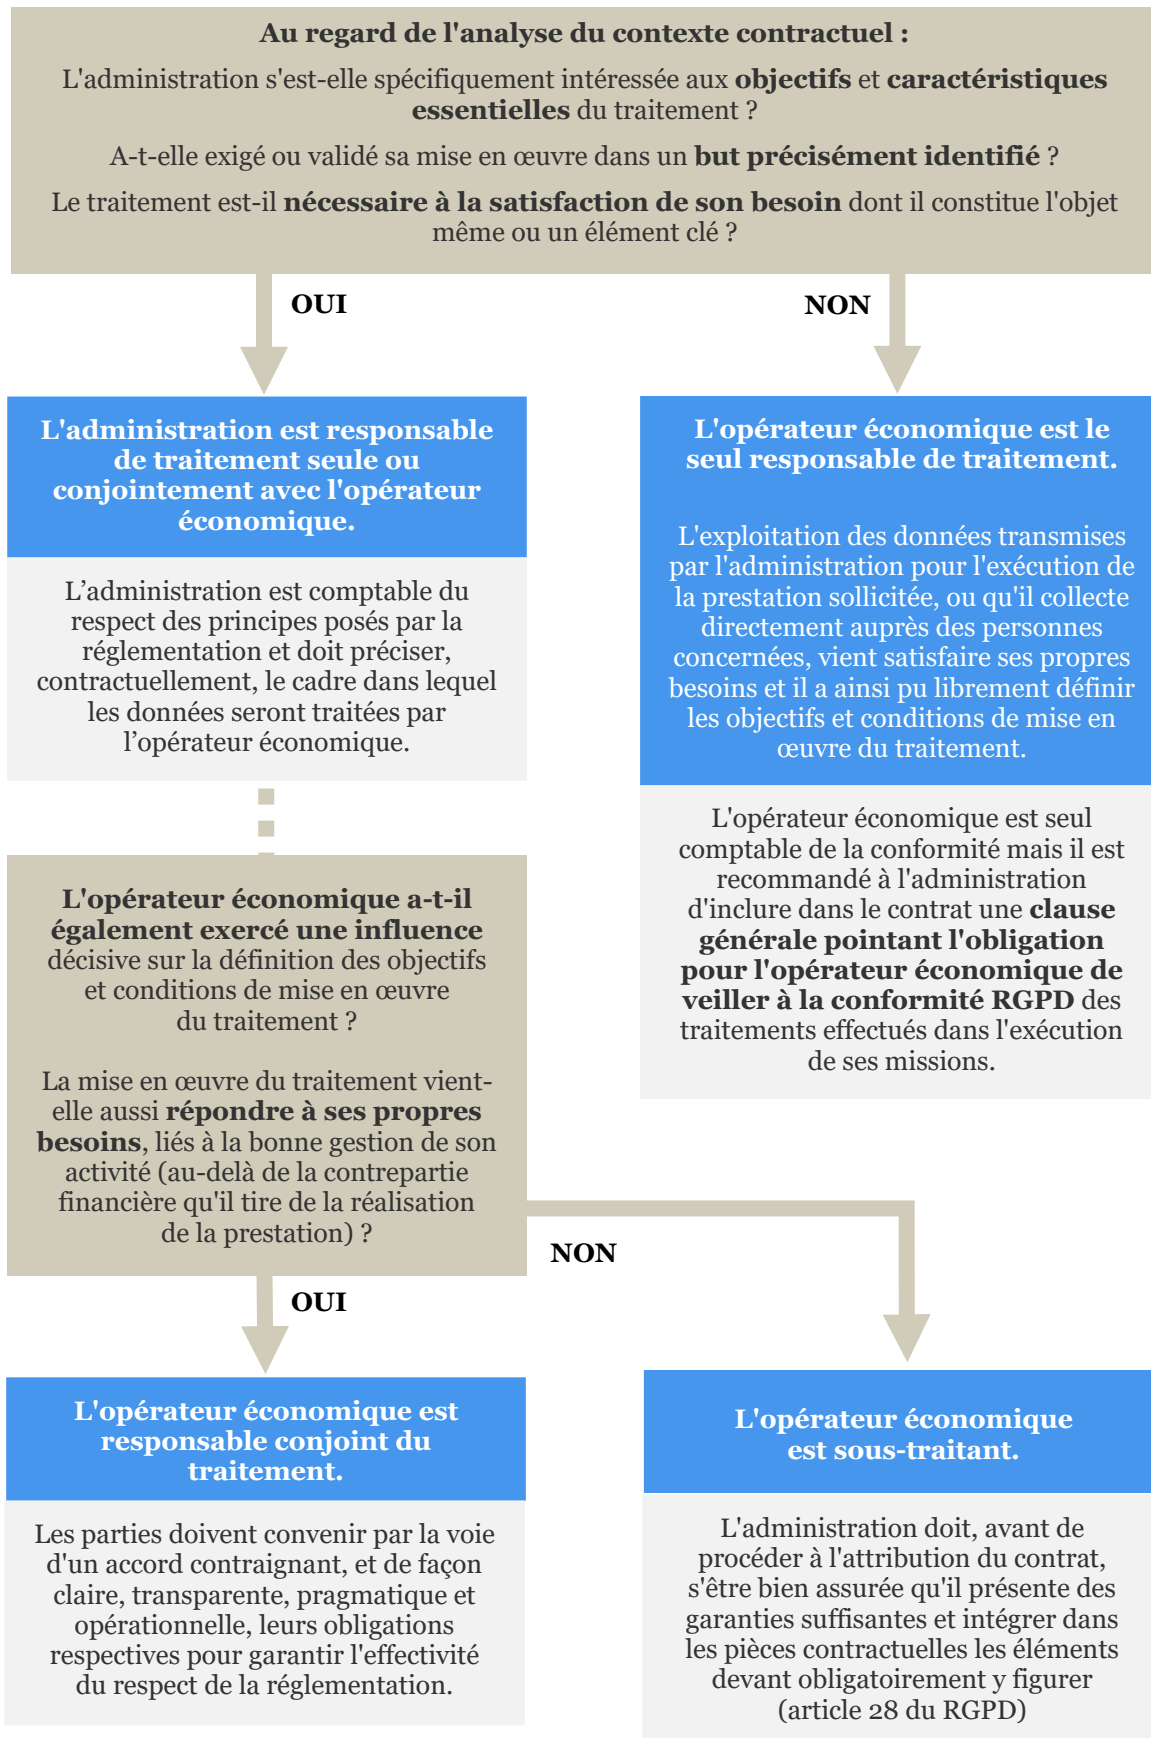 Au regard de l'analyse du contexte contractuel :
L'administration s'est-elle spécifiquement intéressée aux objectifs et caractéristiques
essentielles du traitement ?
A-t-elle exigé ou validé sa mise en œuvre dans un but précisément identifié ?
Le traitement est-il nécessaire à la satisfaction de son besoin dont il constitue l'objet
même ou un élément clé ?
OUI
NON
L'administration est responsable
de traitement seule ou
conjointement avec l'opérateur
économique.
L’administration est comptable du
respect des principes posés par la
réglementation et doit préciser,
contractuellement, le cadre dans lequel
les données seront traitées par
l’opérateur économique.
L'opérateur économique est le
seul responsable de traitement.
L'exploitation des données transmises
par l'administration pour l'exécution de
la prestation sollicitée, ou qu'il collecte
directement auprès des personnes
concernées, vient satisfaire ses propres
besoins et il a ainsi pu librement définir
les objectifs et conditions de mise en
œuvre du traitement.
L'opérateur économique est seul
comptable de la conformité mais il est
recommandé à l'administration
d'inclure dans le contrat une clause
générale pointant l'obligation
pour l'opérateur économique de
veiller à la conformité RGPD des
traitements effectués dans l'exécution
de ses missions.
L'opérateur économique a-t-il
également exercé une influence
décisive sur la définition des objectifs
et conditions de mise en œuvre
du traitement ?
La mise en œuvre du traitement vient-
elle aussi répondre à ses propres
besoins, liés à la bonne gestion de son
activité (au-delà de la contrepartie
financière qu'il tire de la réalisation
de la prestation) ?
NON
OUI
L'opérateur économique est
responsable conjoint du
traitement.
Les parties doivent convenir par la voie
d'un accord contraignant, et de façon
claire, transparente, pragmatique et
opérationnelle, leurs obligations
respectives pour garantir l'effectivité
du respect de la réglementation.
L'opérateur économique
est sous-traitant.
L'administration doit, avant de
procéder à l'attribution du contrat,
s'être bien assurée qu'il présente des
garanties suffisantes et intégrer dans
les pièces contractuelles les éléments
devant obligatoirement y figurer
(article 28 du RGPD)